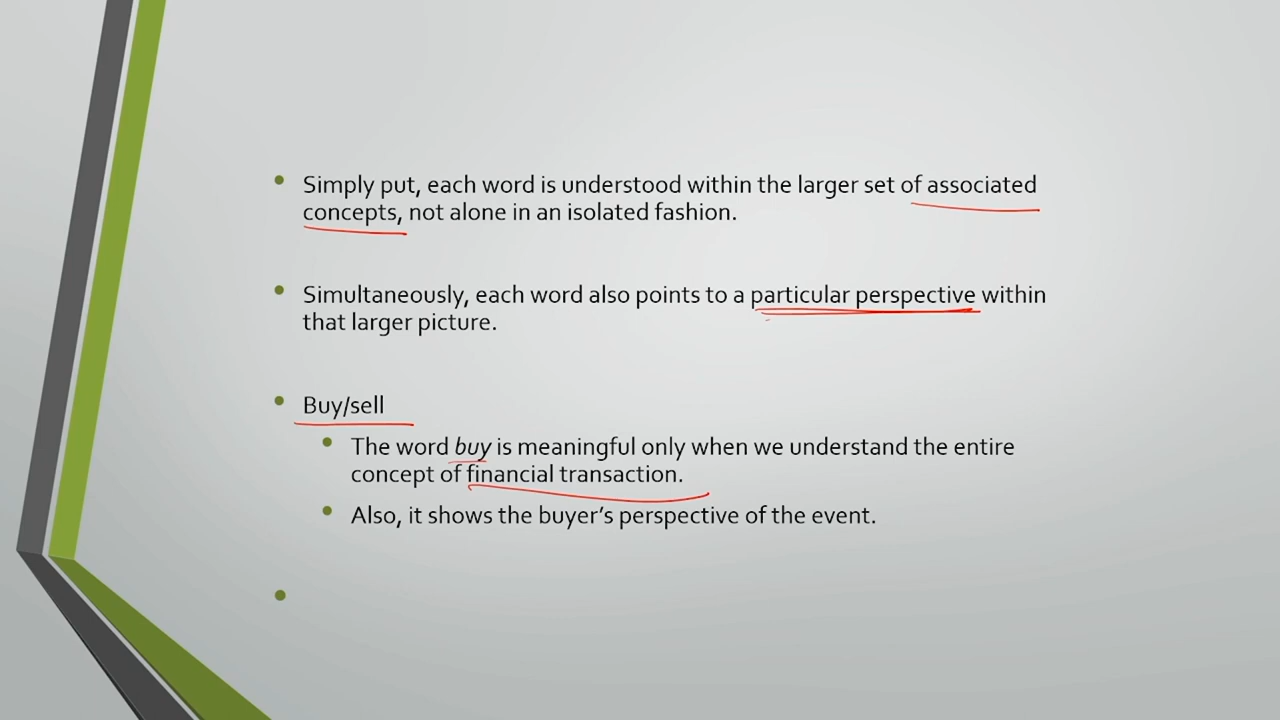 Simply put, each word is understood within the larger set of associated
concepts, not alone in an isolated fashion.
Simultaneously, each word also points to a particular perspective within
that larger picture.
Buy/sell
The word buy is meaningful only when we understand the entire
concept of financial transaction.
Also, it shows the buyer’s perspective of the event.